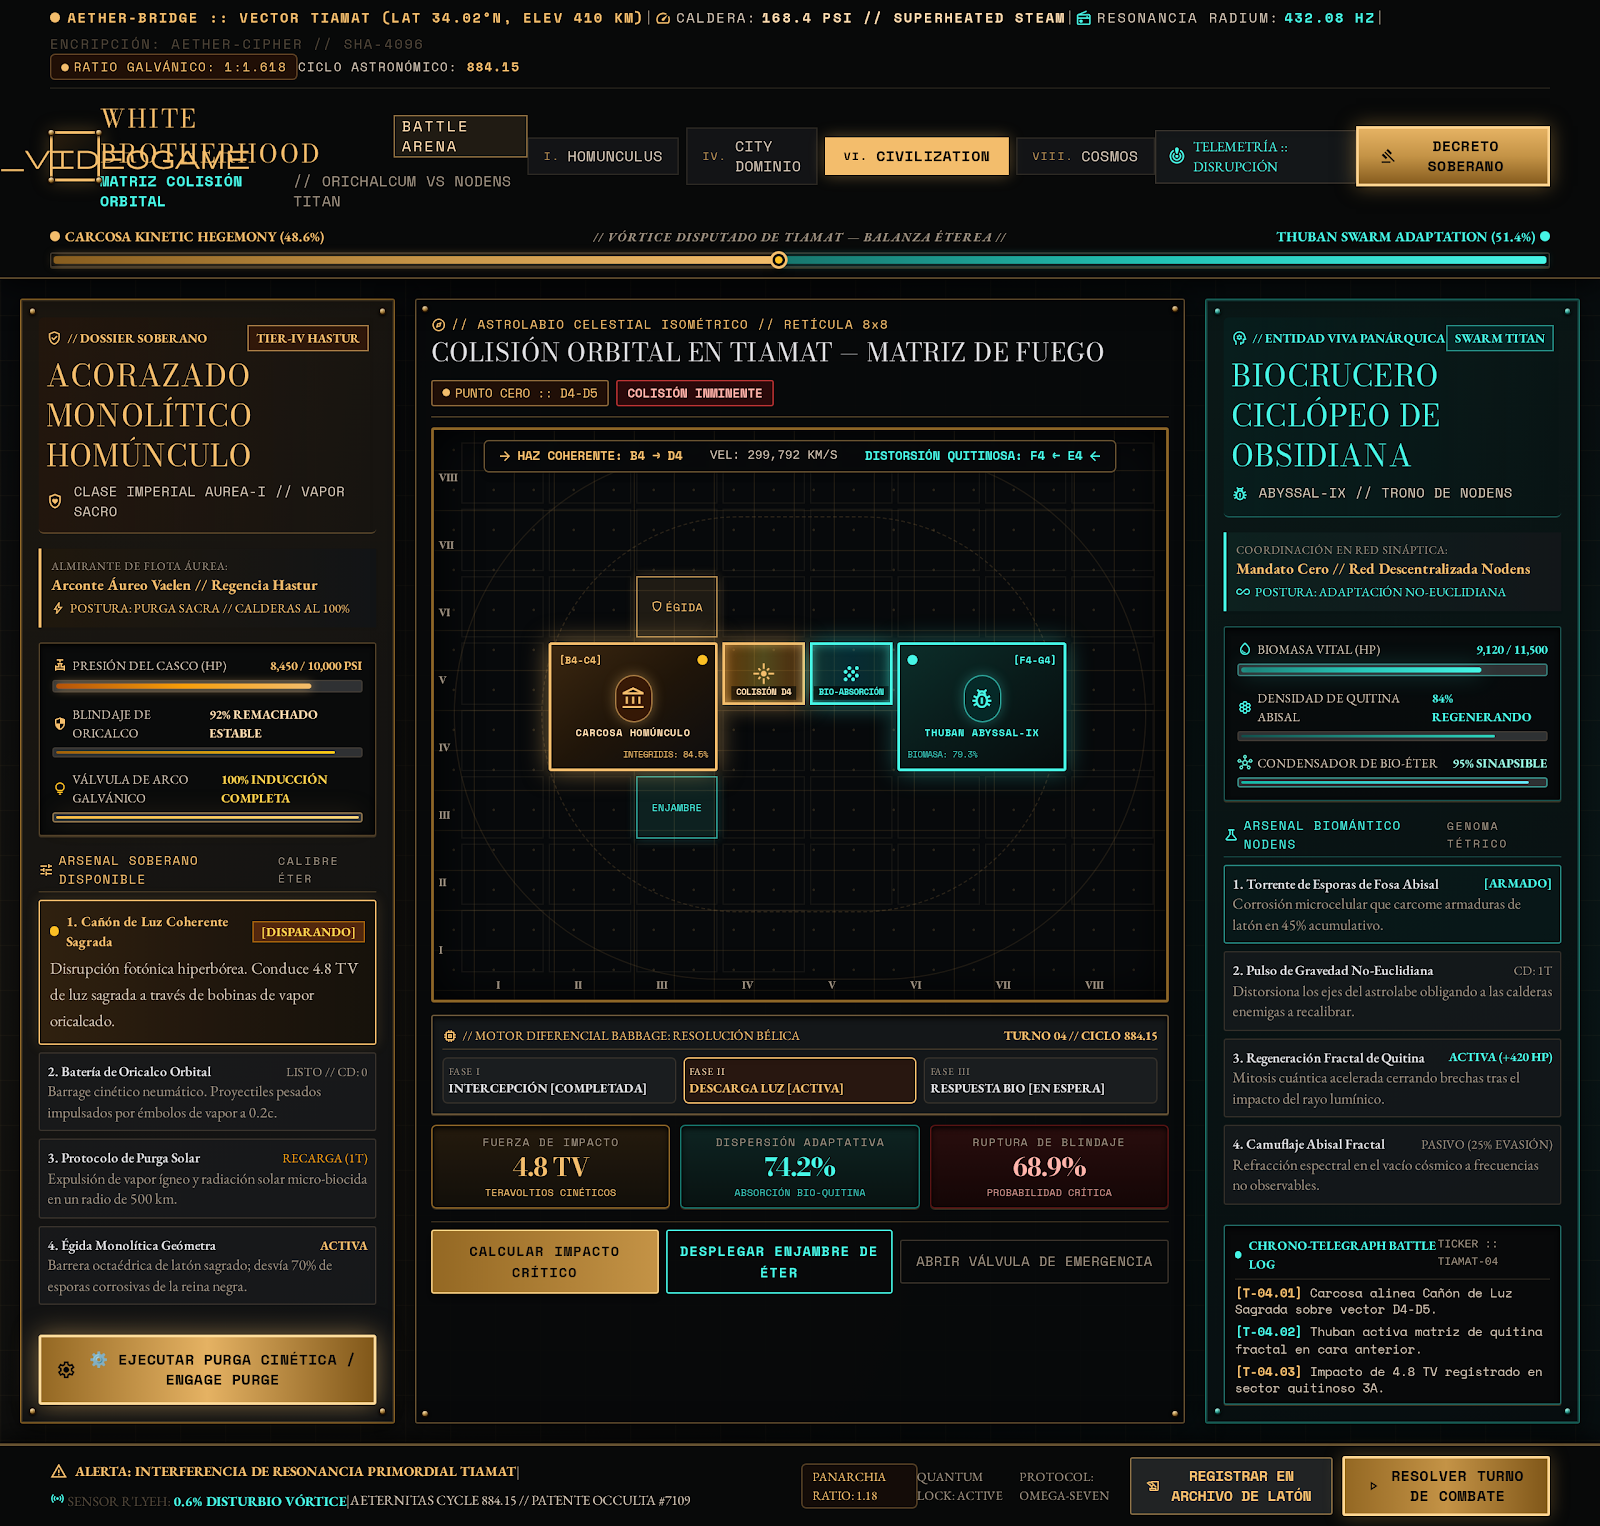 AETHER-BRIDGE :: VECTOR TIAMAT (LAT 34.02°N, ELEV 410 KM) | CALDERA: 168.4 PSI // SUPERHEATED STEAM | RESONANCIA RADIUM: 432.08 HZ |
ENCRIPCIÓN: AETHER-CIPHER // SHA-4096
RATIO GALVÁNICO: 1:1.618 CICLO ASTRONÓMICO: 884.15
WHITE
BROTHERHOOD
_VIDEOGAME
MATRIZ COLISIÓN
ORBITAL
// ORICHALCUM VS NODENS
TITAN
BATTLE
ARENA
I. HOMUNCULUS
IV. CITY
DOMINIO
VI. CIVILIZATION
VIII. COSMOS
TELEMETRÍA ::
DISRUPCIÓN
DECRETO
SOBERANO
CARCOSA KINETIC HEGEMONY (48.6%)
// VÓRTICE DISPUTADO DE TIAMAT — BALANZA ÉTEREA //
THUBAN SWARM ADAPTATION (51.4%)
// DOSSIER SOBERANO
TIER-IV HASTUR
ACORAZADO
MONOLÍTICO
HOMÚNCULO
CLASE IMPERIAL AUREA-I // VAPOR
SACRO
ALMIRANTE DE FLOTA ÁUREA:
Arconte Áureo Vaelen // Regencia Hastur
POSTURA: PURGA SACRA // CALDERAS AL 100%
PRESIÓN DEL CASCO (HP) 8,450 / 10,000 PSI
BLINDAJE DE
ORICALCO
92% REMACHADO
ESTABLE
VÁLVULA DE ARCO
GALVÁNICO
100% INDUCCIÓN
COMPLETA
ARSENAL SOBERANO
DISPONIBLE
CALIBRE
ÉTER
1. Cañón de Luz Coherente
Sagrada
[DISPARANDO]
Disrupción fotónica hiperbórea. Conduce 4.8 TV
de luz sagrada a través de bobinas de vapor
oricalcado.
2. Batería de Oricalco Orbital LISTO // CD: 0
Barrage cinético neumático. Proyectiles pesados
impulsados por émbolos de vapor a 0.2c.
3. Protocolo de Purga Solar RECARGA (1T)
Expulsión de vapor ígneo y radiación solar micro-biocida
en un radio de 500 km.
4. Égida Monolítica Geómetra ACTIVA
Barrera octaédrica de latón sagrado; desvía 70% de
esporas corrosivas de la reina negra.
⚙️ EJECUTAR PURGA CINÉTICA /
ENGAGE PURGE
// ASTROLABIO CELESTIAL ISOMÉTRICO // RETÍCULA 8x8
COLISIÓN ORBITAL EN TIAMAT — MATRIZ DE FUEGO
PUNTO CERO :: D4-D5
COLISIÓN INMINENTE
→ HAZ COHERENTE: B4 → D4 VEL: 299,792 KM/S DISTORSIÓN QUITINOSA: F4 ← E4 ←
VIII
VII
VI
V
IV
III
II
I
ÉGIDA
[B4-C4]
CARCOSA HOMÚNCULO
INTEGRIDIS: 84.5%
COLISIÓN D4
BIO-ABSORCIÓN
[F4-G4]
THUBAN ABYSSAL-IX
BIOMASA: 79.3%
ENJAMBRE
I II III IV V VI VII VIII
// MOTOR DIFERENCIAL BABBAGE: RESOLUCIÓN BÉLICA TURNO 04 // CICLO 884.15
FASE I
INTERCEPCIÓN [COMPLETADA]
FASE II
DESCARGA LUZ [ACTIVA]
FASE III
RESPUESTA BIO [EN ESPERA]
FUERZA DE IMPACTO
4.8 TV
TERAVOLTIOS CINÉTICOS
DISPERSIÓN ADAPTATIVA
74.2%
ABSORCIÓN BIO-QUITINA
RUPTURA DE BLINDAJE
68.9%
PROBABILIDAD CRÍTICA
CALCULAR IMPACTO
CRÍTICO
DESPLEGAR ENJAMBRE DE
ÉTER
ABRIR VÁLVULA DE EMERGENCIA
// ENTIDAD VIVA PANÁRQUICA
SWARM TITAN
BIOCRUCERO
CICLÓPEO DE
OBSIDIANA
ABYSSAL-IX // TRONO DE NODENS
COORDINACIÓN EN RED SINÁPTICA:
Mandato Cero // Red Descentralizada Nodens
POSTURA: ADAPTACIÓN NO-EUCLIDIANA
BIOMASA VITAL (HP) 9,120 / 11,500
DENSIDAD DE QUITINA
ABISAL
84%
REGENERANDO
CONDENSADOR DE BIO-ÉTER 95% SINAPSIBLE
ARSENAL BIOMÁNTICO
NODENS
GENOMA
TÉTRICO
1. Torrente de Esporas de Fosa Abisal [ARMADO]
Corrosión microcelular que carcome armaduras de
latón en 45% acumulativo.
2. Pulso de Gravedad No-Euclidiana CD: 1T
Distorsiona los ejes del astrolabe obligando a las calderas
enemigas a recalibrar.
3. Regeneración Fractal de Quitina ACTIVA (+420 HP)
Mitosis cuántica acelerada cerrando brechas tras el
impacto del rayo lumínico.
4. Camuflaje Abisal Fractal PASIVO (25% EVASIÓN)
Refracción espectral en el vacío cósmico a frecuencias
no observables.
CHRONO-TELEGRAPH BATTLE
LOG
TICKER ::
TIAMAT-04
[T-04.01] Carcosa alinea Cañón de Luz
Sagrada sobre vector D4-D5.
[T-04.02] Thuban activa matriz de quitina
fractal en cara anterior.
[T-04.03] Impacto de 4.8 TV registrado en
sector quitinoso 3A.
ALERTA: INTERFERENCIA DE RESONANCIA PRIMORDIAL TIAMAT |
SENSOR R'LYEH: 0.6% DISTURBIO VÓRTICE | AETERNITAS CYCLE 884.15 // PATENTE OCCULTA #7109
PANARCHIA
RATIO: 1.18
QUANTUM
LOCK: ACTIVE
PROTOCOL:
OMEGA-SEVEN
REGISTRAR EN
ARCHIVO DE LATÓN
RESOLVER TURNO
DE COMBATE